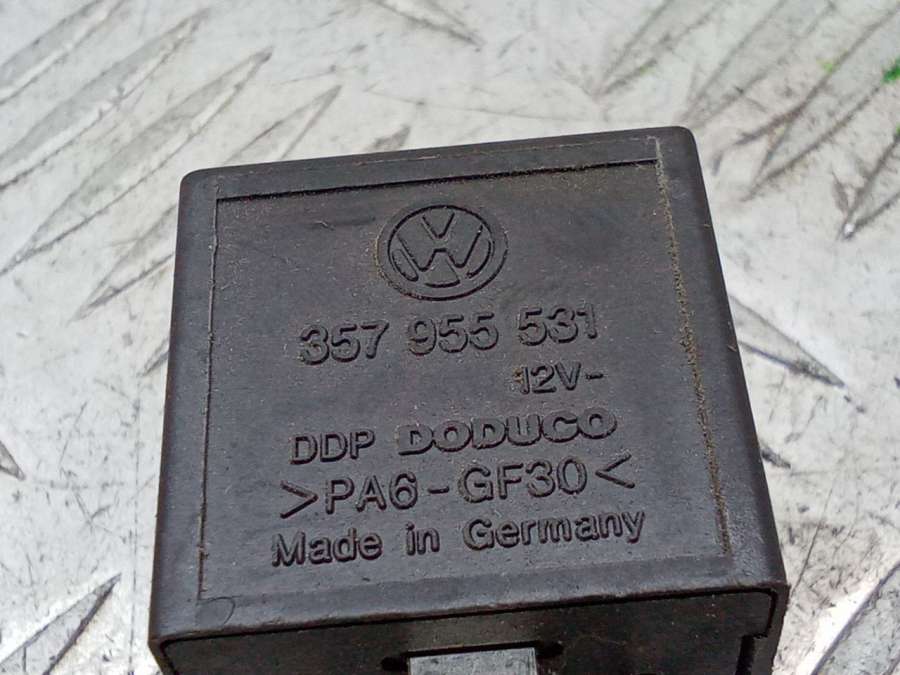 357 955 531
12V-
DDP DODUCO
>PA6-GF30<
Made in Germany